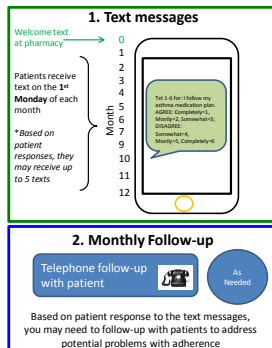 1. Text messages
Welcome text
at pharmacy
0
1
2
3
4
5
6
7
8
9
10
11
12
Month
Patients receive
text on the 1st
Monday of each
month
*Based on
patient
responses, they
may receive up
to 5 texts
Txt 1-6 for: I follow my
asthma medication plan.
AGREE: Completely=1,
Mostly=2, Somewhat=3;
DISAGREE:
Somewhat=4,
Mostly=5, Completely=6
2. Monthly Follow-up
Telephone follow-up
with patient
As
Needed
Based on patient response to the text messages,
you may need to follow-up with patients to address
potential problems with adherence